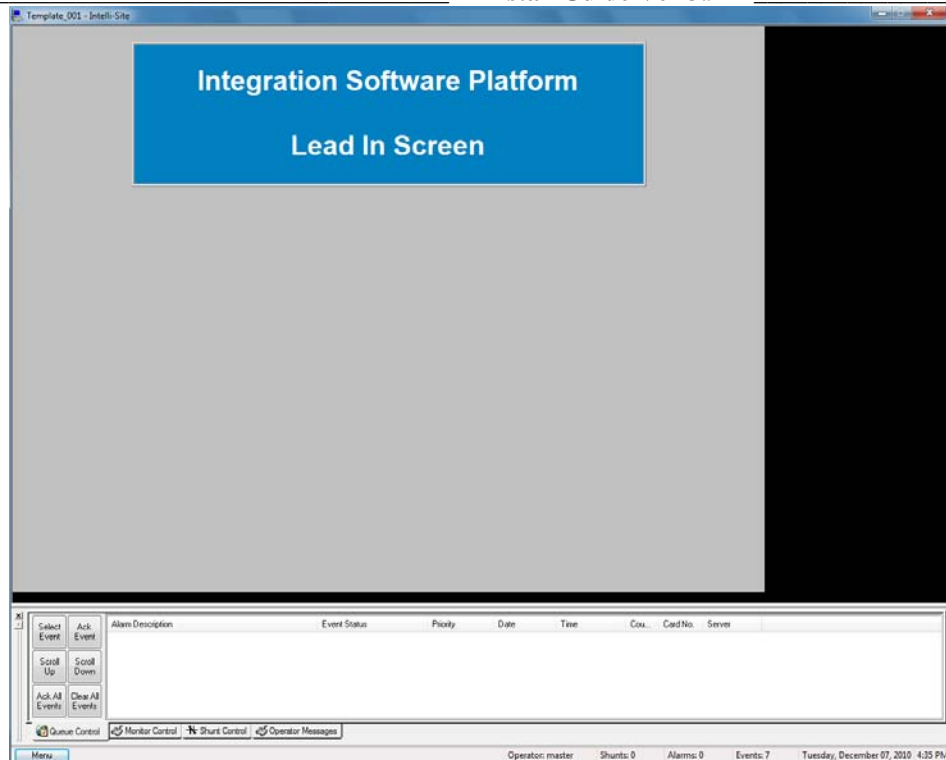 Template_001 - Intelli-Site
Integration Software Platform
Lead In Screen
Select Event
Ack Event
Scroll Up
Scroll Down
Ack All Events
Clear All Events
Alarm Description Event Status Priority Date Time Cou... Card No. Server
Queue Control Monitor Control Shunt Control Operator Messages
Menu Operator: master Shunts: 0 Alarms: 0 Events: 7 Tuesday, December 07, 2010 4:35 PM